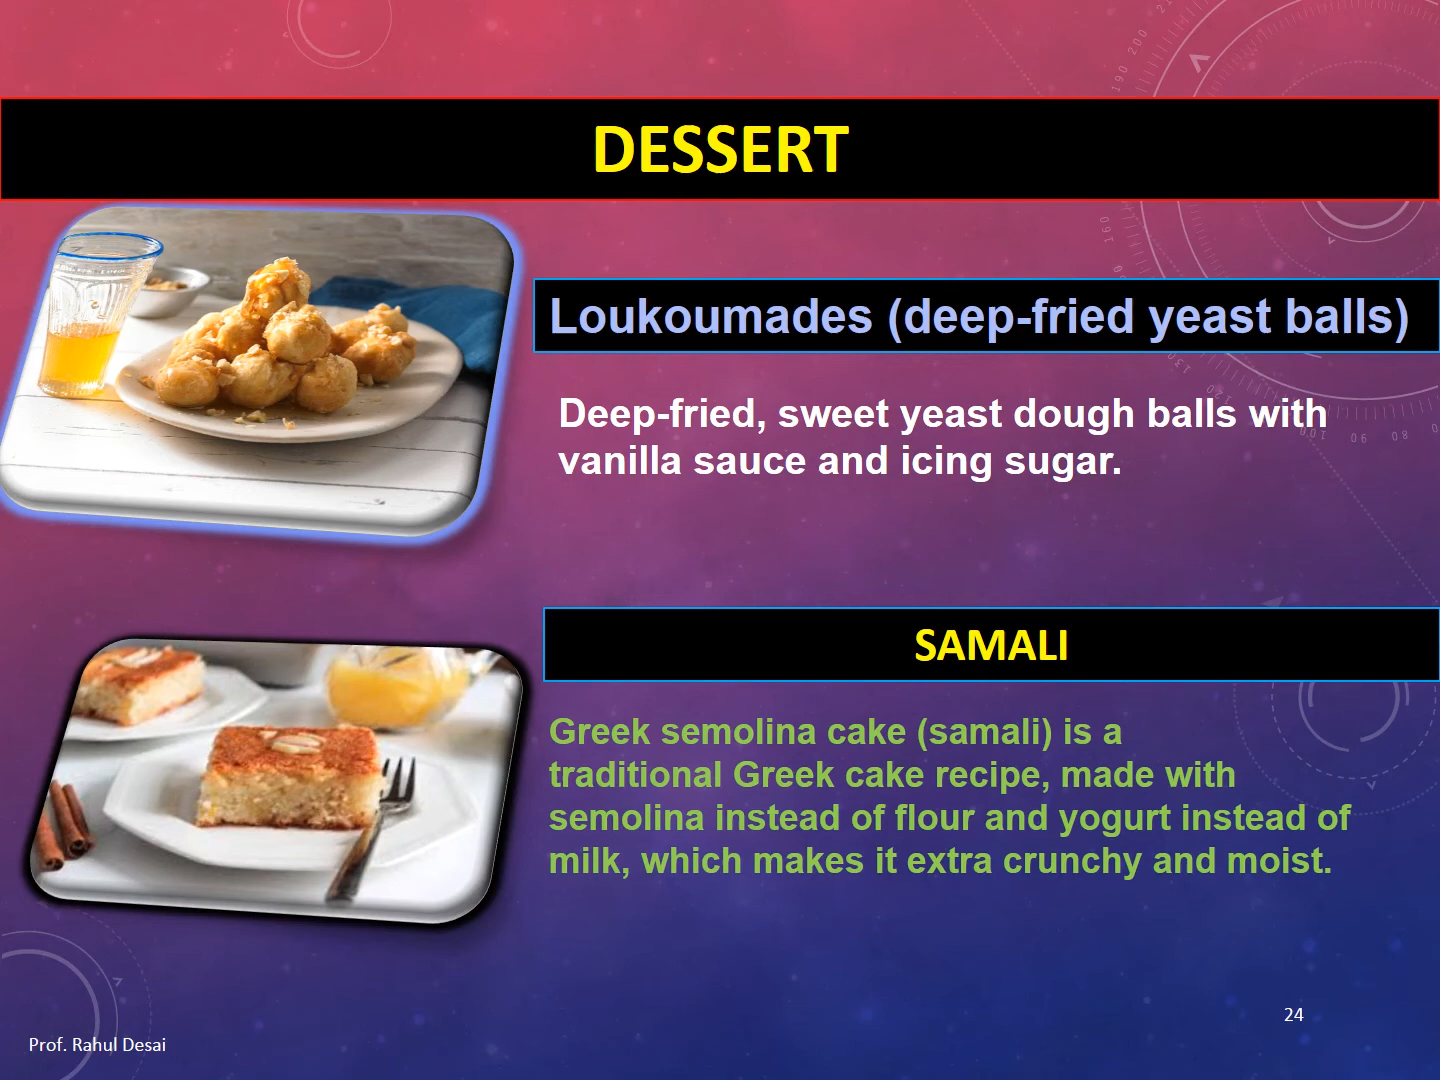 DESSERT
Loukoumades (deep-fried yeast balls)
Deep-fried, sweet yeast dough balls with
vanilla sauce and icing sugar.
SAMALI
Greek semolina cake (samali) is a
traditional Greek cake recipe, made with
semolina instead of flour and yogurt instead of
milk, which makes it extra crunchy and moist.
24
Prof. Rahul Desai